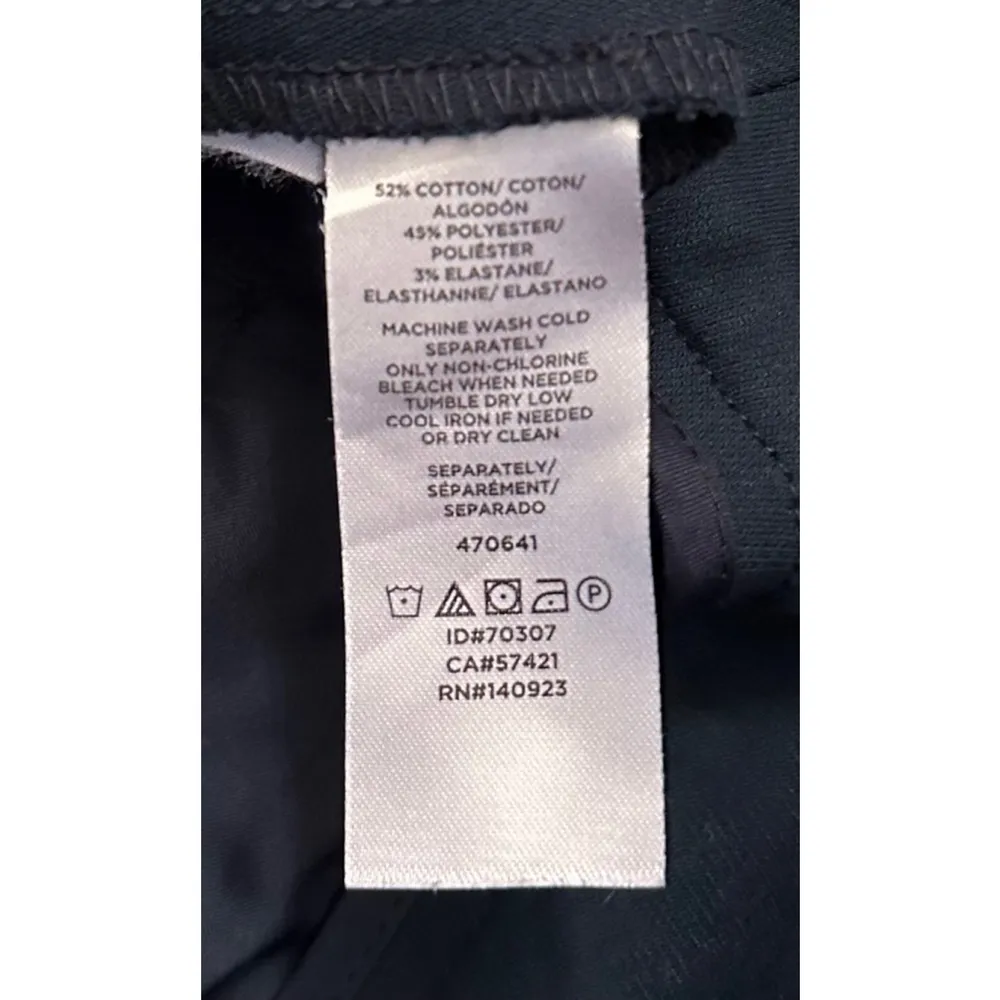 52% COTTON/ COTON/
ALGODÓN
45% POLYESTER/
POLIÉSTER
3% ELASTANE/
ELASTHANNE/ ELASTANO
MACHINE WASH COLD
SEPARATELY
ONLY NON-CHLORINE
BLEACH WHEN NEEDED
TUMBLE DRY LOW
COOL IRON IF NEEDED
OR DRY CLEAN
SEPARATELY/
SÉPARÉMENT/
SEPARADO
470641
P
ID#70307
CA#57421
RN#140923